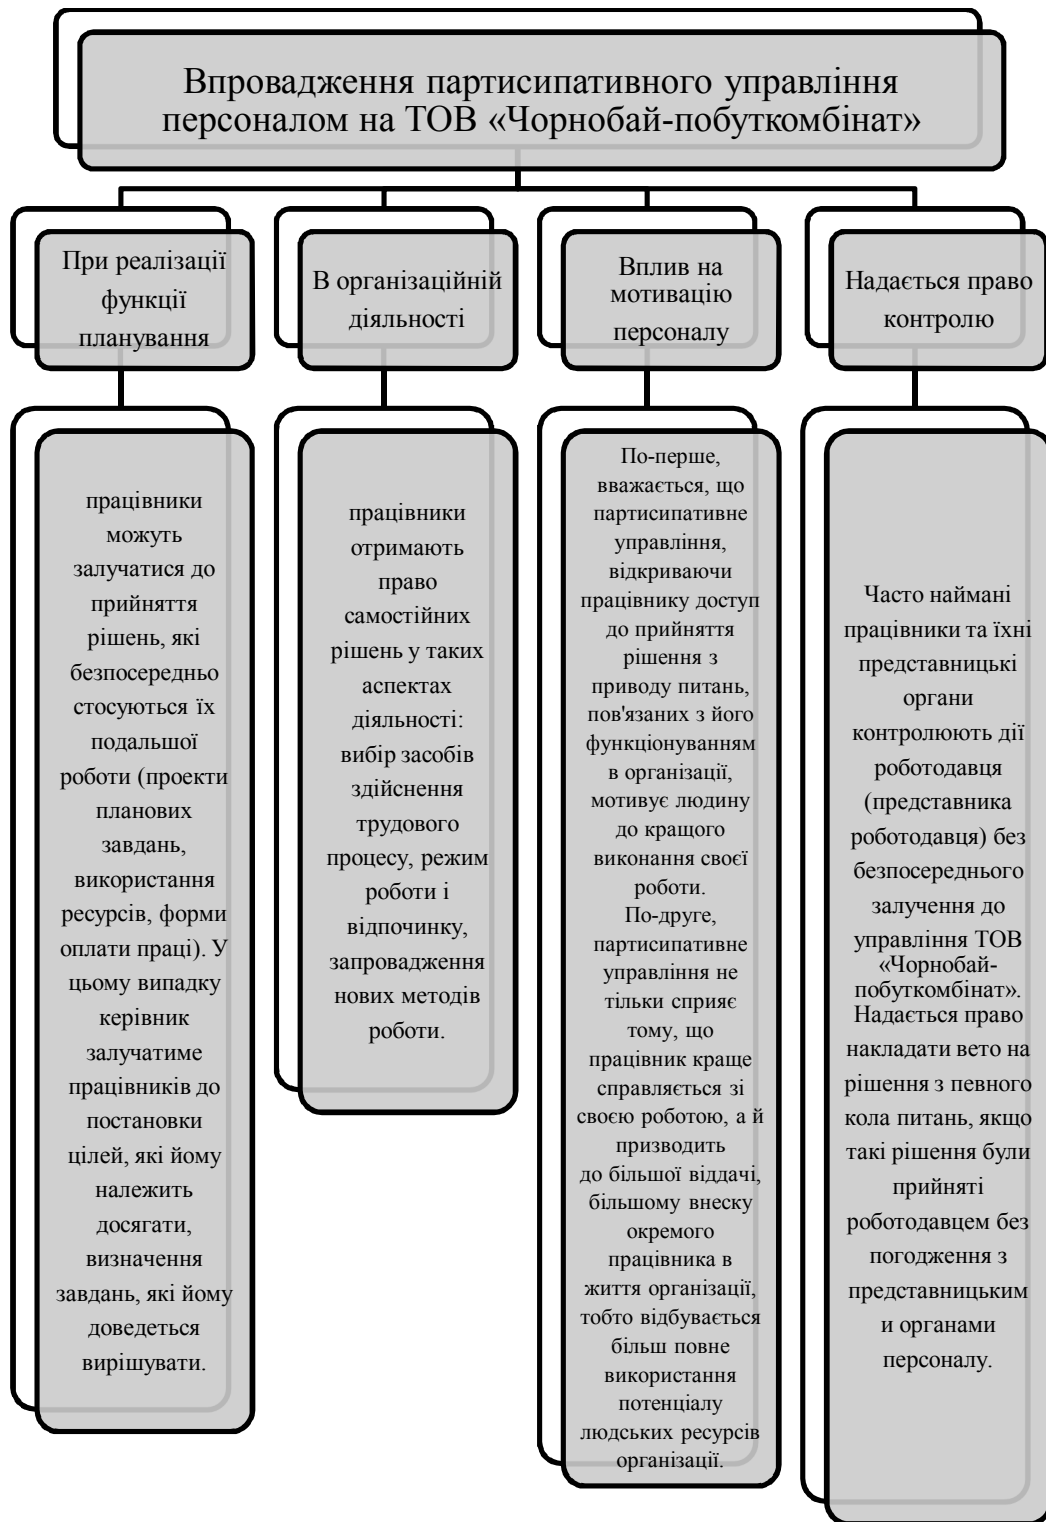 Впровадження партисипативного управління
персоналом на ТОВ «Чорнобай-побуткомбінат»
При реалізації
функції
планування
В організаційній
діяльності
Вплив на
мотивацію
персоналу
Надається право
контролю
працівники
можуть
залучатися до
прийняття
рішень, які
безпосередньо
стосуються їх
подальшої
роботи (проекти
планових
завдань,
використання
ресурсів, форми
оплати праці). У
цьому випадку
керівник
залучатиме
працівників до
постановки
цілей, які йому
належить
досягати,
визначення
завдань, які йому
доведеться
вирішувати.
працівники
отримають
право
самостійних
рішень у таких
аспектах
діяльності:
вибір засобів
здійснення
трудового
процесу, режим
роботи і
відпочинку,
запровадження
нових методів
роботи.
По-перше,
вважається, що
партисипативне
управління,
відкриваючи
працівнику доступ
до прийняття
рішення з
приводу питань,
пов'язаних з його
функціонуванням
в організації,
мотивує людину
до кращого
виконання своєї
роботи.
По-друге,
партисипативне
управління не
тільки сприяє
тому, що
працівник краще
справляється зі
своєю роботою, а й
призводить
до більшої віддачі,
більшому внеску
окремого
працівника в
життя організації,
тобто відбувається
більш повне
використання
потенціалу
людських ресурсів
організації.
Часто наймані
працівники та їхні
представницькі
органи
контролюють дії
роботодавця
(представника
роботодавця) без
безпосереднього
залучення до
управління ТОВ
«Чорнобай-
побуткомбінат».
Надається право
накладати вето на
рішення з певного
кола питань, якщо
такі рішення були
прийняті
роботодавцем без
погодження з
представницьким
и органами
персоналу.